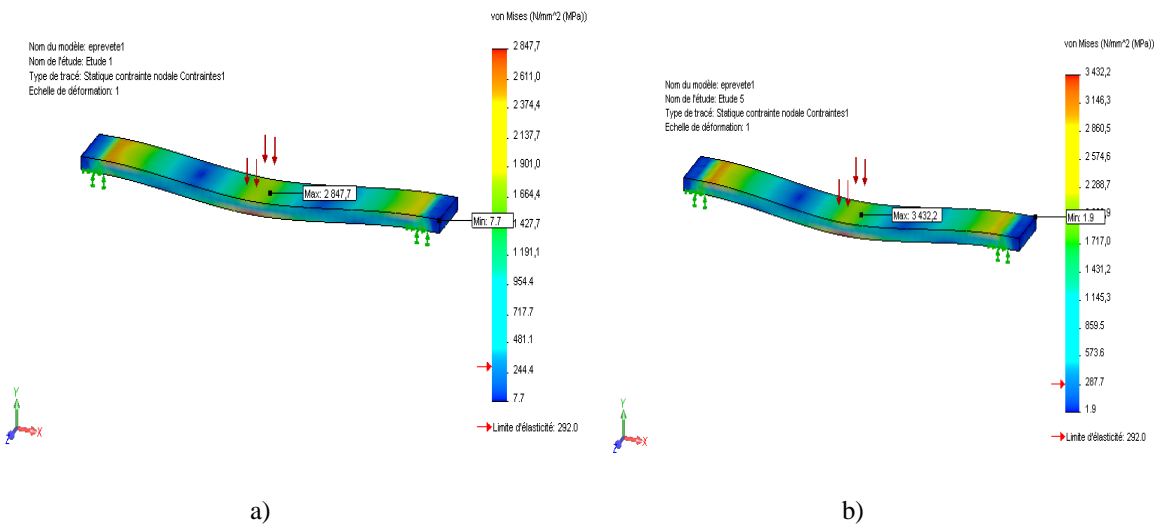 von Mises (N/mm^2 (MPa))
Nom du modèle: eprevete1
Nom de l'étude: Etude 1
Type de tracé: Statique contrainte nodale Contraintes1
Echelle de déformation: 1
2 847,7
2 611,0
2 374,4
2 137,7
1 901,0
1 664,4
1 427,7
1 191,1
954.4
717.7
481.1
244.4
7.7
Limite d'élasticité: 292.0
Max: 2 847,7
Min: 7.7
Y
Z
X
a)
von Mises (N/mm^2 (MPa))
Nom du modèle: eprevete1
Nom de l'étude: Etude 5
Type de tracé: Statique contrainte nodale Contraintes1
Echelle de déformation: 1
3 432,2
3 146,3
2 860,5
2 574,6
2 288,7
1 717,0
1 431,2
1 145,3
859.5
573.6
287.7
1.9
Limite d'élasticité: 292.0
Max: 3 432,2
Min: 1.9
Y
Z
X
b)